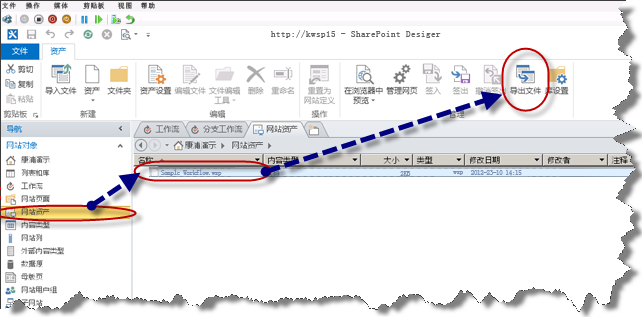 文件 操作 媒体 剪贴板 视图 帮助
http://kwsp15 - SharePoint Desiger
文件 资产
剪切
复制
粘贴
剪贴板
导入文件 资产 文件夹
新建
资产设置 编辑文件 文件编辑工具 删除 重命名
编辑
重置为网站定义
操作
在浏览器中预览 管理网页 签入 签出 导出文件 库设置
管理
导航
网站对象
康浦演示
列表和库
工作流
网站页面
网站资产
内容类型
网站列
外部内容类型
数据源
母版页
网站用户组
子网站
工作流 分支工作流 网站资产
康浦演示 网站资产
名称 内容类型 大小 类型 修改日期 修改者 注释
Sample Workflow.wsp 2KB wsp 2012-03-10 14:15